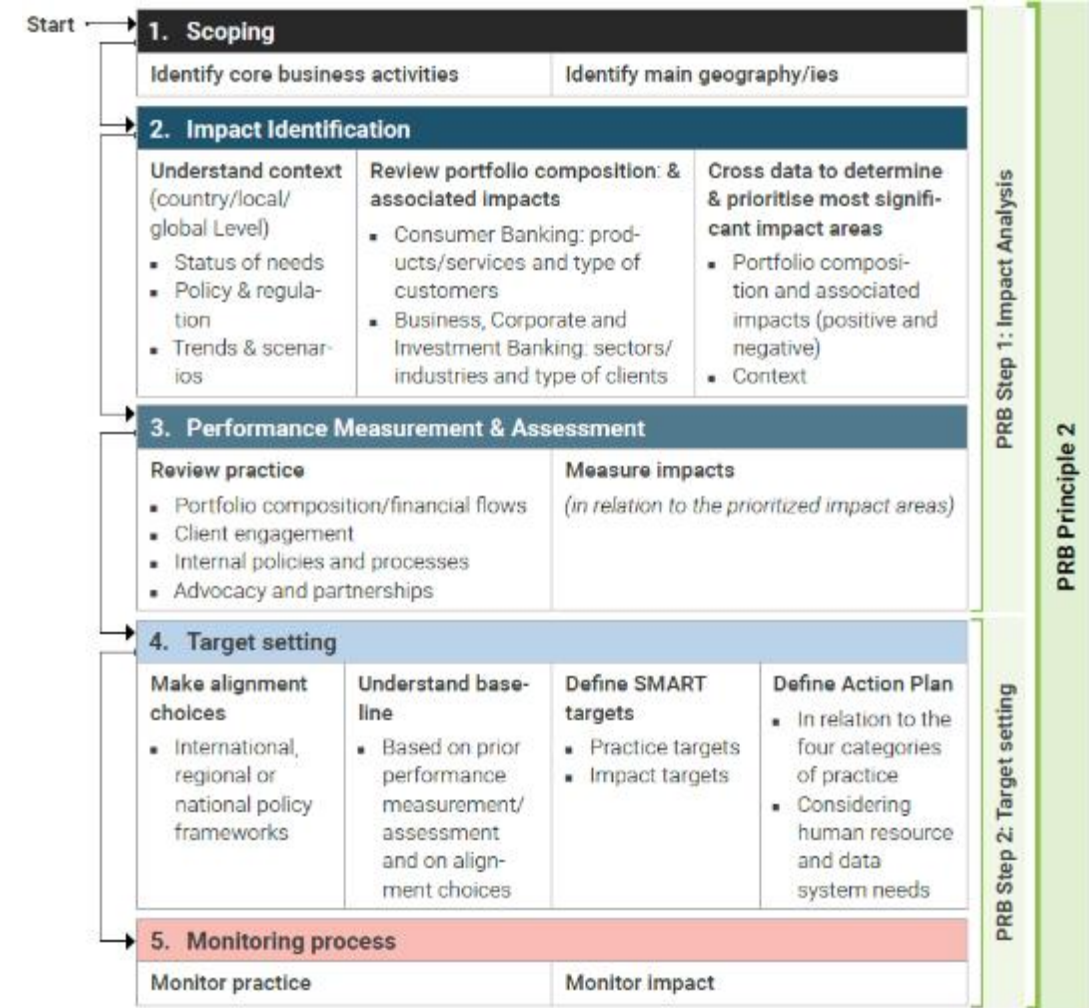 Start
1. Scoping
Identify core business activities
Identify main geography/ies
2. Impact Identification
Understand context
(country/local/
global Level)
▪ Status of needs
▪ Policy & regula-
tion
▪ Trends & scenar-
ios
Review portfolio composition: &
associated impacts
▪ Consumer Banking: prod-
ucts/services and type of
customers
▪ Business, Corporate and
Investment Banking: sectors/
industries and type of clients
Cross data to determine
& prioritise most signifi-
cant impact areas
▪ Portfolio composi-
tion and associated
impacts (positive and
negative)
▪ Context
3. Performance Measurement & Assessment
Review practice
▪ Portfolio composition/financial flows
▪ Client engagement
▪ Internal policies and processes
▪ Advocacy and partnerships
Measure impacts
(in relation to the prioritized impact areas)
4. Target setting
Make alignment
choices
▪ International,
regional or
national policy
frameworks
Understand base-
line
▪ Based on prior
performance
measurement/
assessment
and on align-
ment choices
Define SMART
targets
▪ Practice targets
▪ Impact targets
Define Action Plan
▪ In relation to the
four categories
of practice
▪ Considering
human resource
and data
system needs
5. Monitoring process
Monitor practice
Monitor impact
PRB Step 1: Impact Analysis
PRB Step 2: Target setting
PRB Principle 2